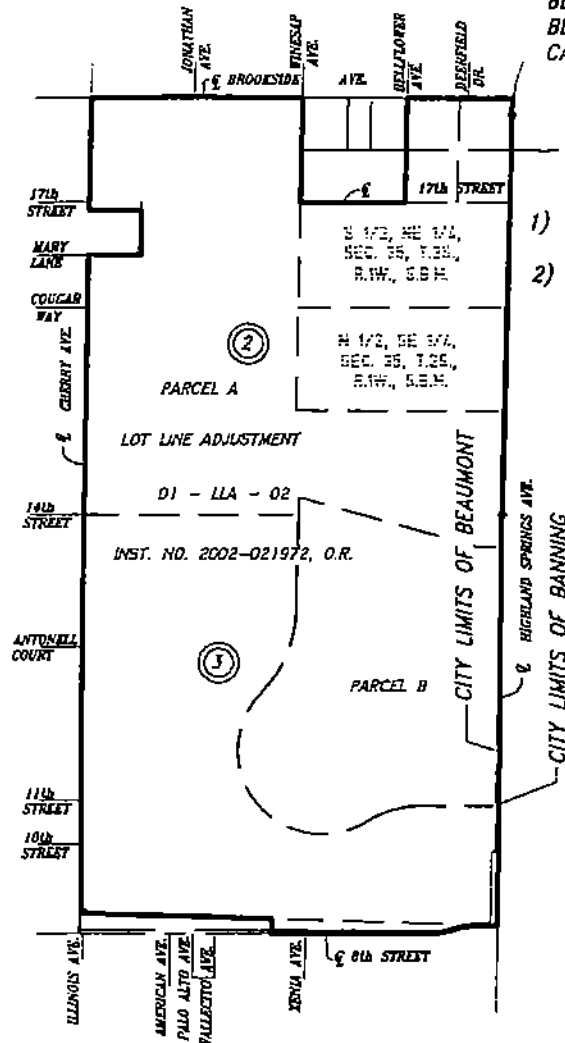 BE
BE
CA
JONATHAN
AVE.
WINESAP
AVE.
BELLFLOWER
AVE.
DEERFIELD
DR.
℄ BROOKSIDE AVE.
17th
STREET
℄ 17th STREET
1)
2)
MARY
LANE
COUGAR
WAY
S 1/2, NE 1/4,
SEC. 35, T.2S.,
R.1W., S.B.M.
N 1/2, SE 1/4,
SEC. 35, T.2S.,
R.1W., S.B.M.
℄ CHERRY AVE.
2
PARCEL A
LOT LINE ADJUSTMENT
01 - LLA - 02
14th
STREET
INST. NO. 2002-021972, O.R.
CITY LIMITS OF BEAUMONT
℄ HIGHLAND SPRINGS AVE.
CITY LIMITS OF BANNING
ANTONELL
COURT
3
PARCEL B
11th
STREET
10th
STREET
℄ 8th STREET
ILLINOIS AVE.
AMERICAN AVE.
PALO ALTO AVE.
VALLECITO AVE.
XENIA AVE.